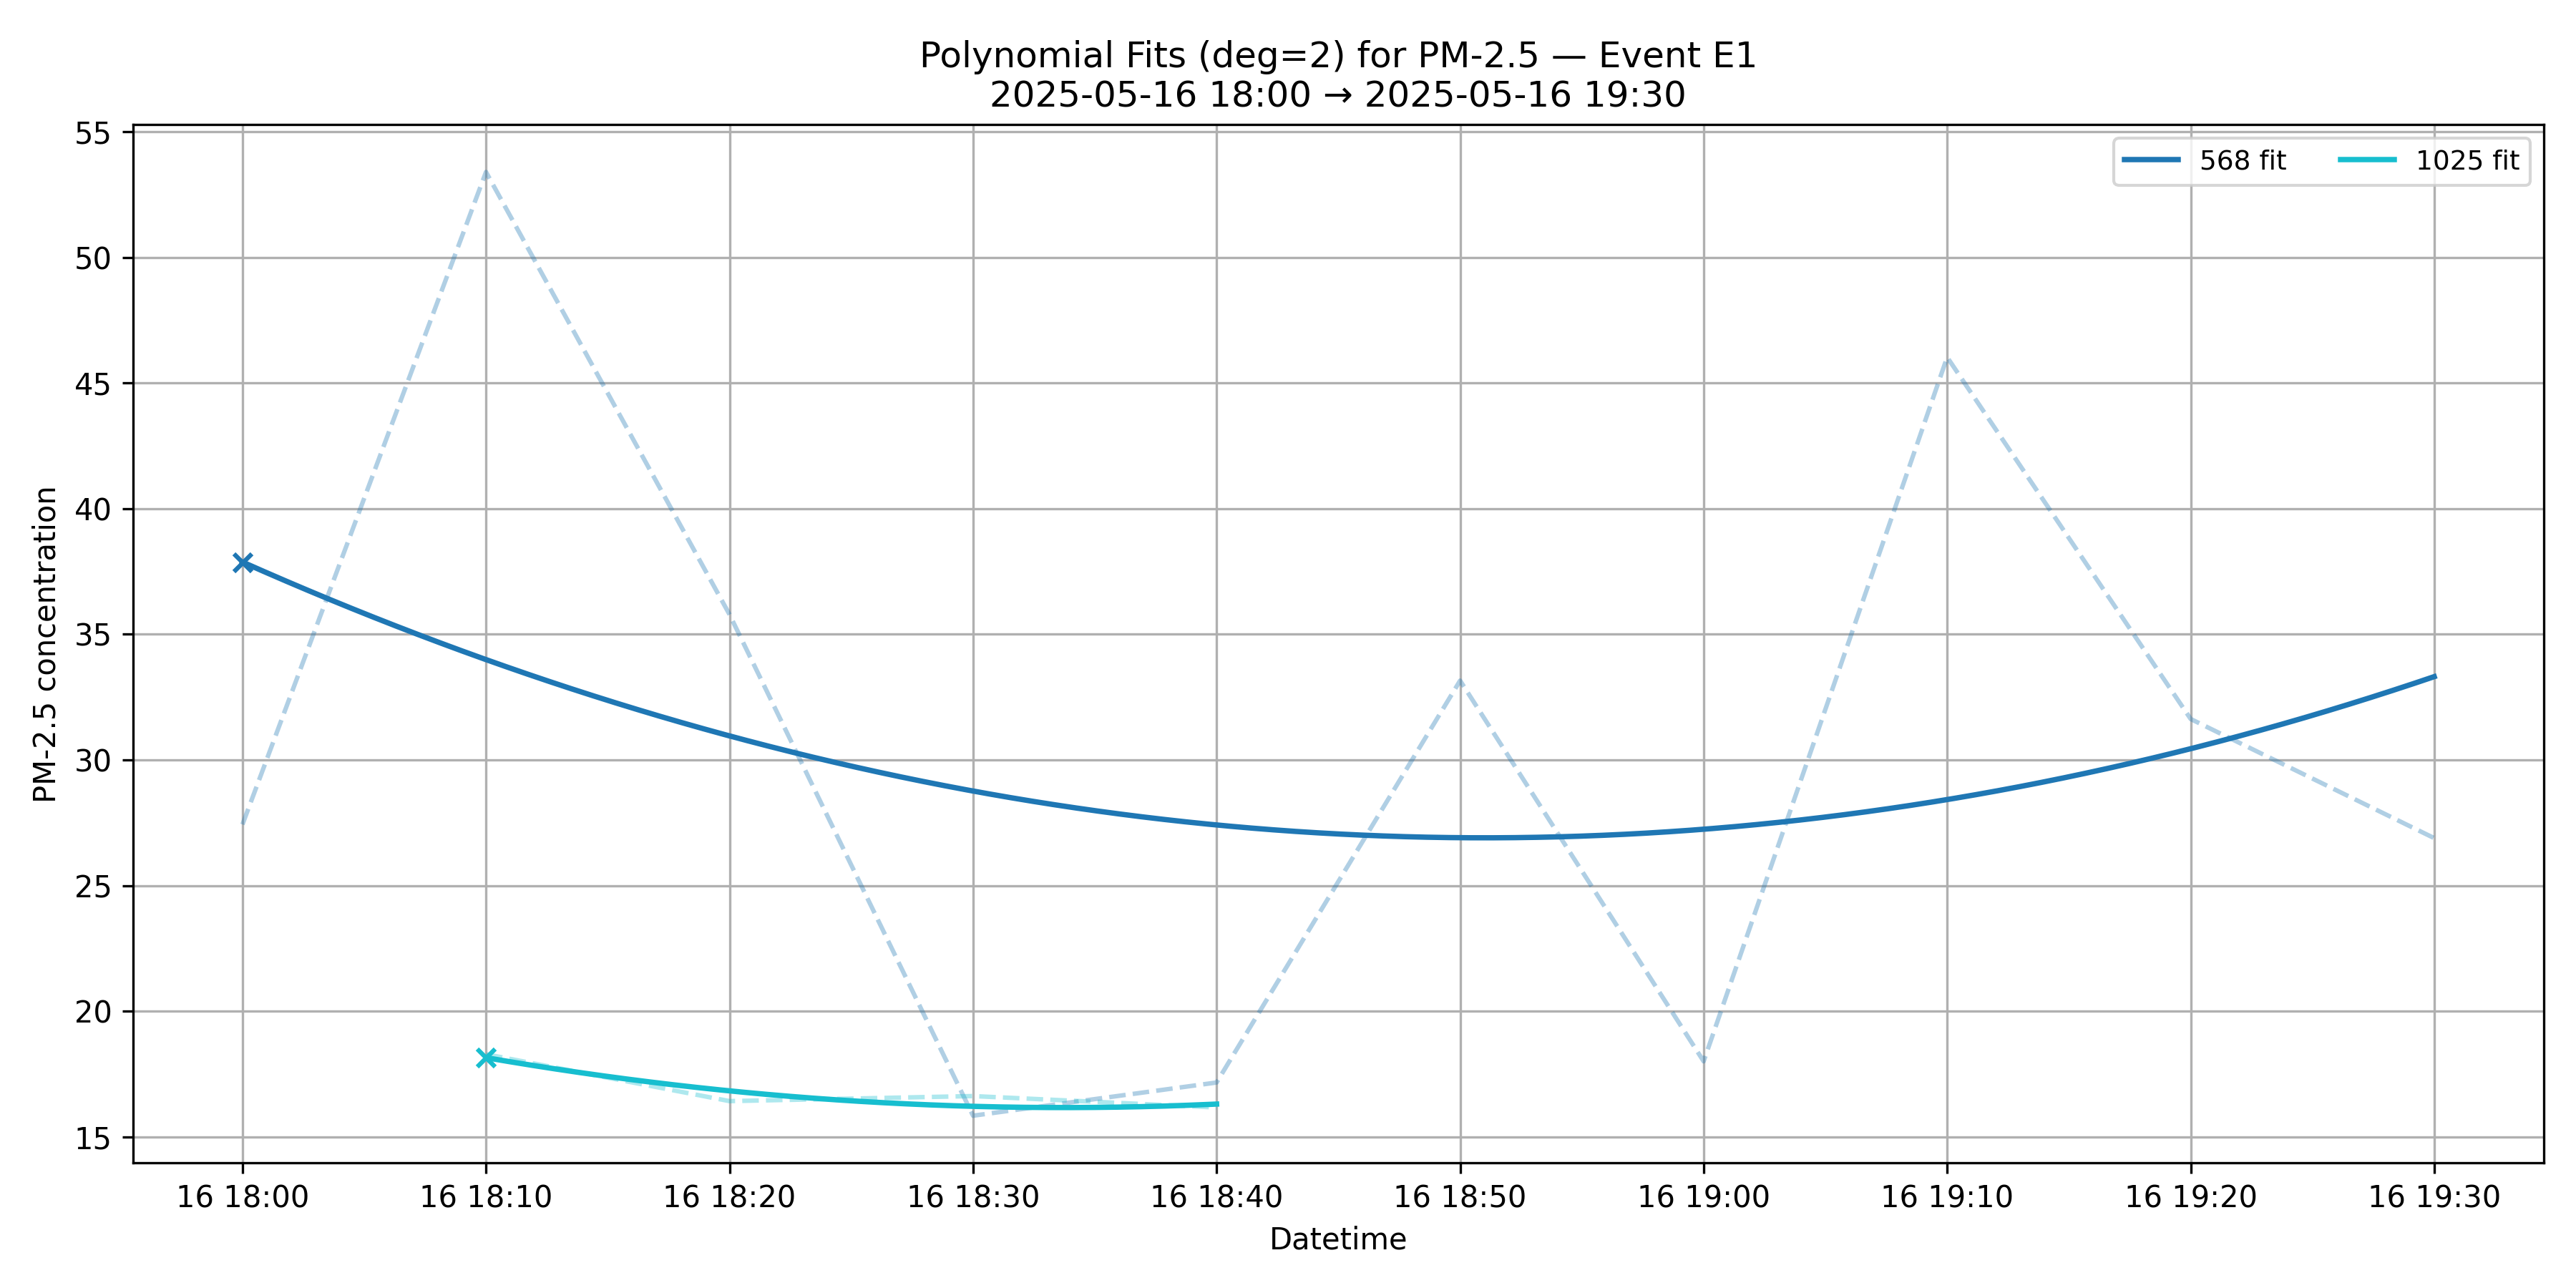 Polynomial Fits (deg=2) for PM-2.5 — Event E1
2025-05-16 18:00 → 2025-05-16 19:30
568 fit 1025 fit
55
50
45
40
35
30
25
20
15
PM-2.5 concentration
16 18:00 16 18:10 16 18:20 16 18:30 16 18:40 16 18:50 16 19:00 16 19:10 16 19:20 16 19:30
Datetime